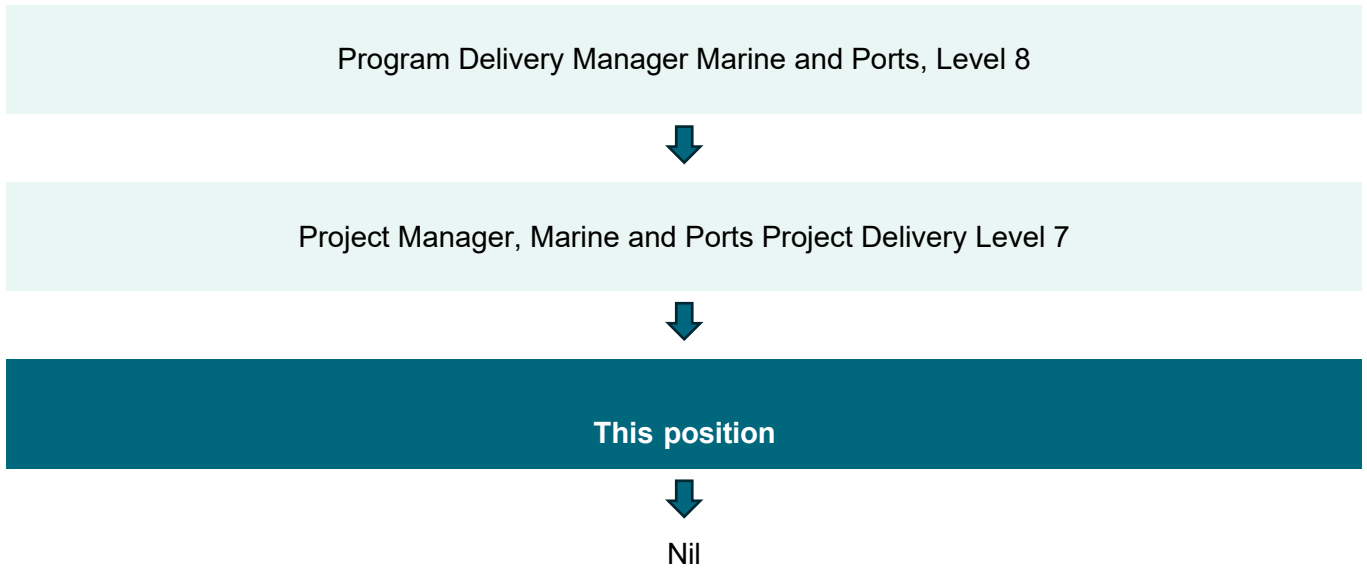 Program Delivery Manager Marine and Ports, Level 8
Project Manager, Marine and Ports Project Delivery Level 7
This position
Nil